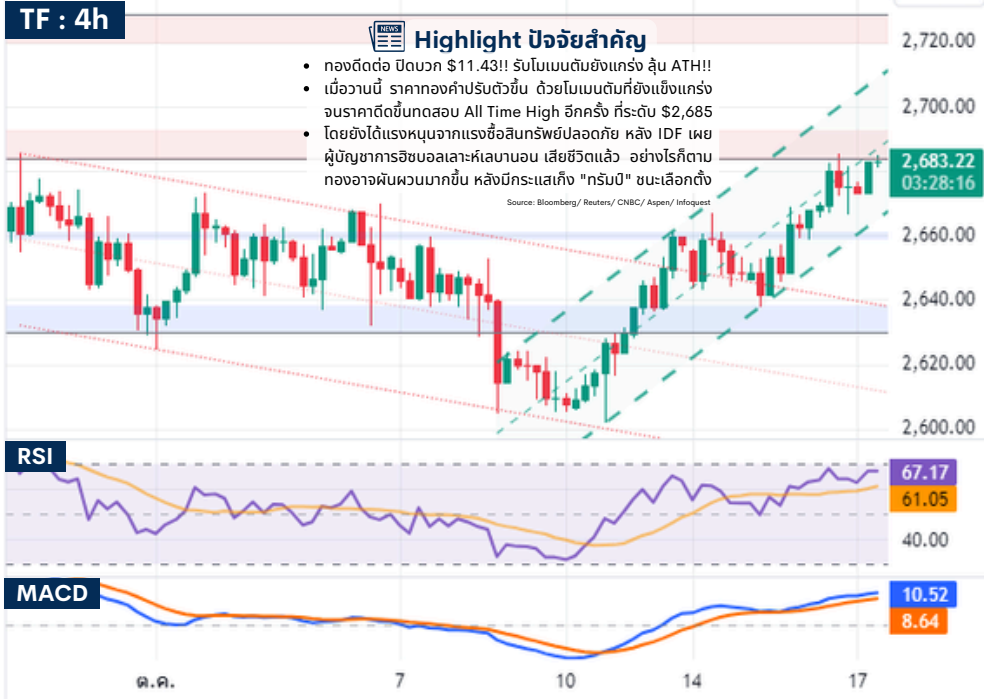 TF : 4h
NEWS
Highlight ปัจจัยสำคัญ
• ทองดีดต่อ ปิดบวก $11.43!! รับโมเมนตัมยังแกร่ง ลุ้น ATH!!
• เมื่อวานนี้ ราคาทองคำปรับตัวขึ้น ด้วยโมเมนตัมที่ยังแข็งแกร่ง
จนราคาดีดขึ้นทดสอบ All Time High อีกครั้ง ที่ระดับ $2,685
• โดยยังได้แรงหนุนจากแรงซื้อสินทรัพย์ปลอดภัย หลัง IDF เผย
ผู้บัญชาการฮิซบอลเลาะห์เลบานอน เสียชีวิตแล้ว อย่างไรก็ตาม
ทองอาจผันผวนมากขึ้น หลังมีกระแสเก็ง "ทรัมป์" ชนะเลือกตั้ง
Source: Bloomberg/ Reuters/ CNBC/ Aspen/ Infoquest
2,720.00
2,700.00
2,683.22
03:28:16
2,660.00
2,640.00
2,620.00
2,600.00
RSI
67.17
61.05
40.00
MACD
10.52
8.64
ต.ค.
7
10
14
17